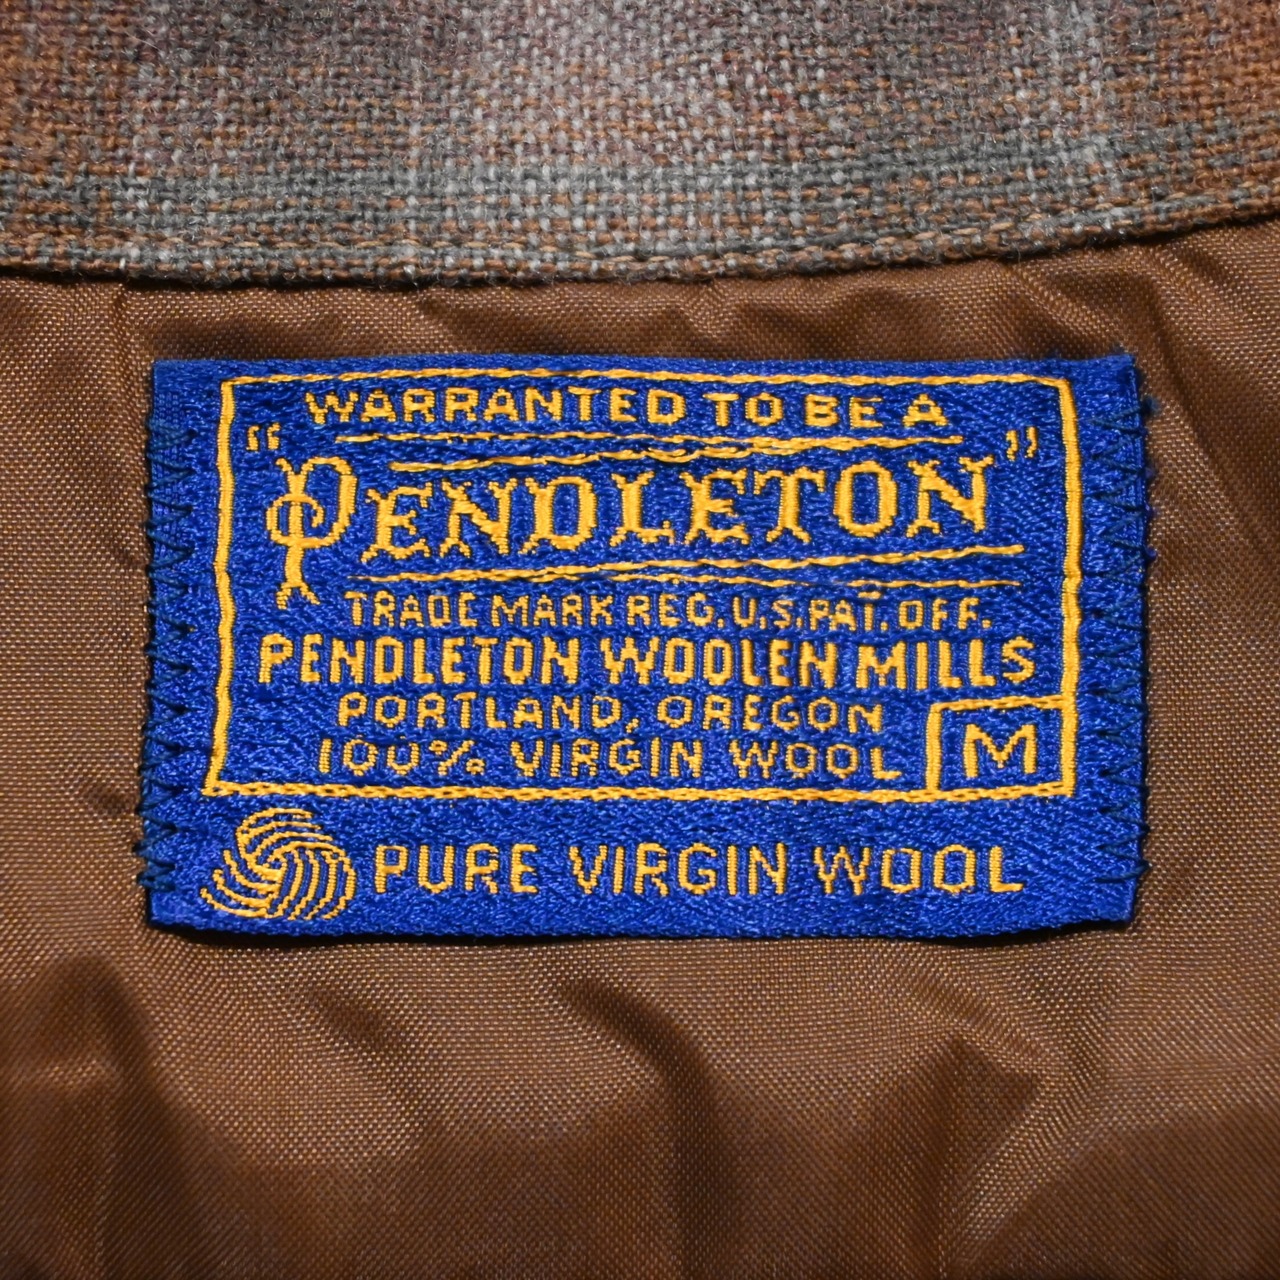 WARRANTED TO BE A
"PENDLETON"
TRADE MARK REG. U.S. PAT. OFF.
PENDLETON WOOLEN MILLS
PORTLAND, OREGON
100% VIRGIN WOOL
M
PURE VIRGIN WOOL